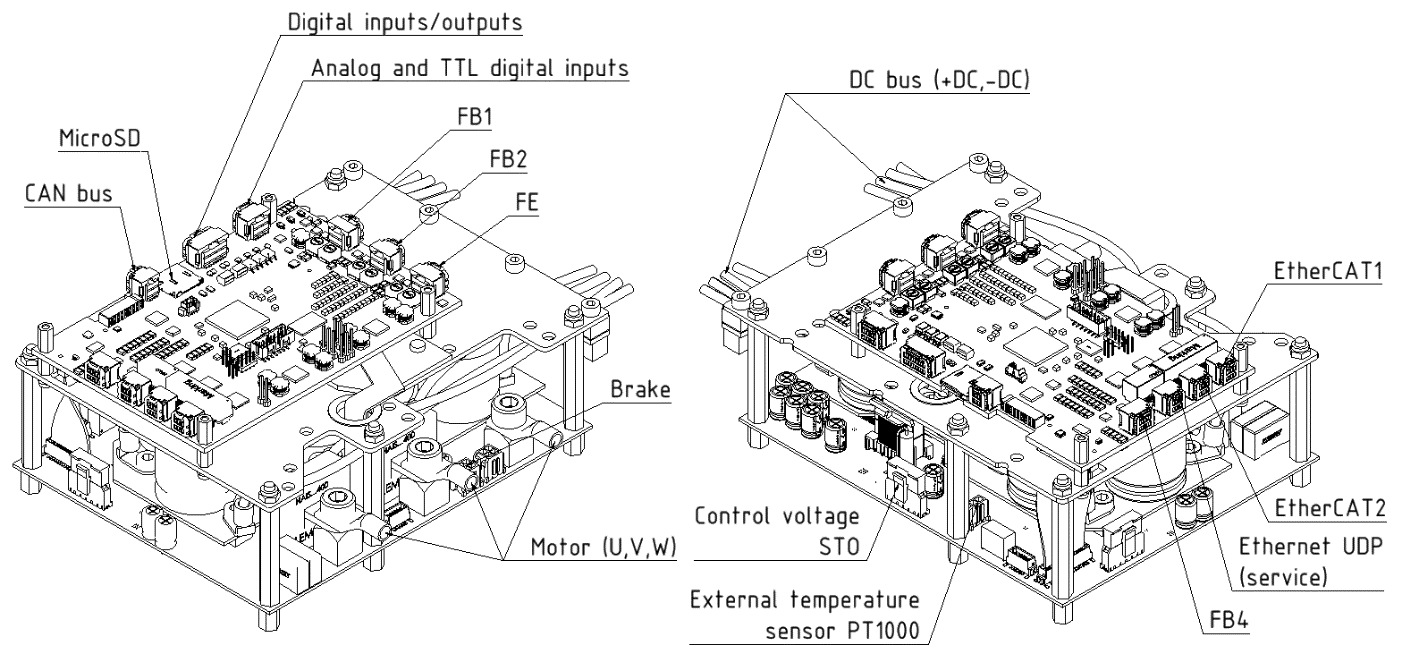 Digital inputs/outputs
Analog and TTL digital inputs
FB1
MicroSD
FB2
CAN bus
FE
Brake
Motor (U,V,W)
DC bus (+DC,-DC)
EtherCAT1
Control voltage
STO
EtherCAT2
Ethernet UDP
(service)
External temperature
sensor PT1000
FB4